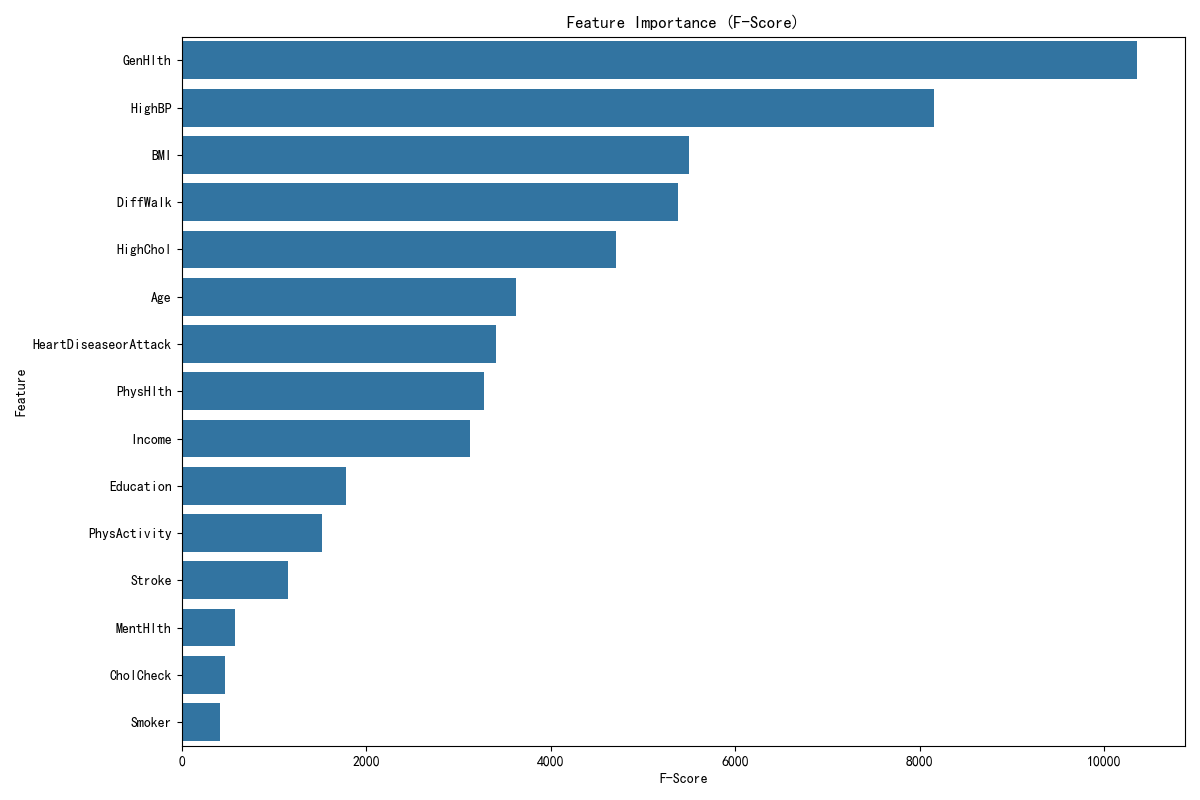 Feature Importance (F-Score)
GenHlth
HighBP
BMI
DiffWalk
HighChol
Age
HeartDiseaseorAttack
PhysHlth
Income
Education
PhysActivity
Stroke
MentHlth
CholCheck
Smoker
Feature
0 2000 4000 6000 8000 10000
F-Score